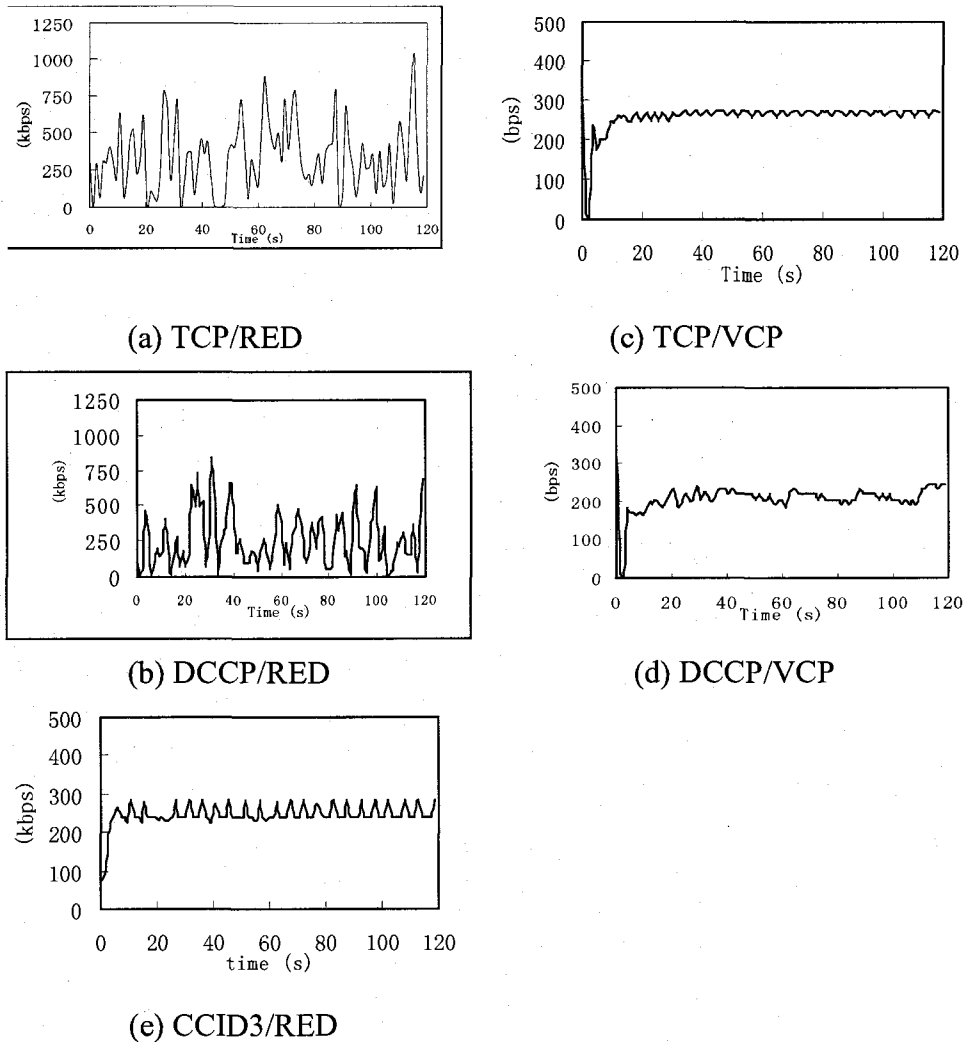 1250
1000
750
500
250
0
(kbps)
0 20 40 60 80 100 120
Time (s)
(a) TCP/RED
500
400
300
200
100
0
(bps)
0 20 40 60 80 100 120
Time (s)
(c) TCP/VCP
1250
1000
750
500
250
0
(kbps)
0 20 40 60 80 100 120
Time (s)
(b) DCCP/RED
500
400
300
200
100
0
(bps)
0 20 40 60 80 100 120
Time (s)
(d) DCCP/VCP
500
400
300
200
100
0
(kbps)
0 20 40 60 80 100 120
time (s)
(e) CCID3/RED